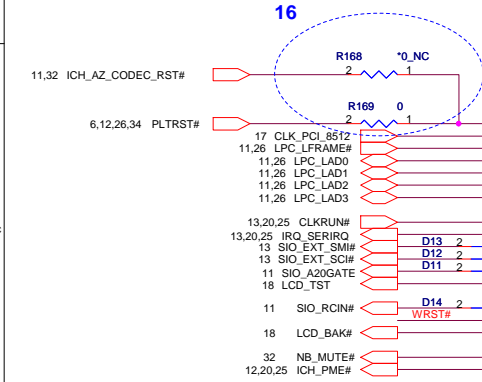 16
R168 *0_NC
11,32 ICH_AZ_CODEC_RST# 2 1
R169 0
6,12,26,34 PLTRST# 2 1
17 CLK_PCI_8512
11,26 LPC_LFRAME#
11,26 LPC_LAD0
11,26 LPC_LAD1
11,26 LPC_LAD2
11,26 LPC_LAD3
13,20,25 CLKRUN#
13,20,25 IRQ_SERIRQ
13 SIO_EXT_SMI# D13 2
13 SIO_EXT_SCI# D12 2
11 SIO_A20GATE D11 2
18 LCD_TST
11 SIO_RCIN# D14 2
WRST#
18 LCD_BAK#
32 NB_MUTE#
12,20,25 ICH_PME#